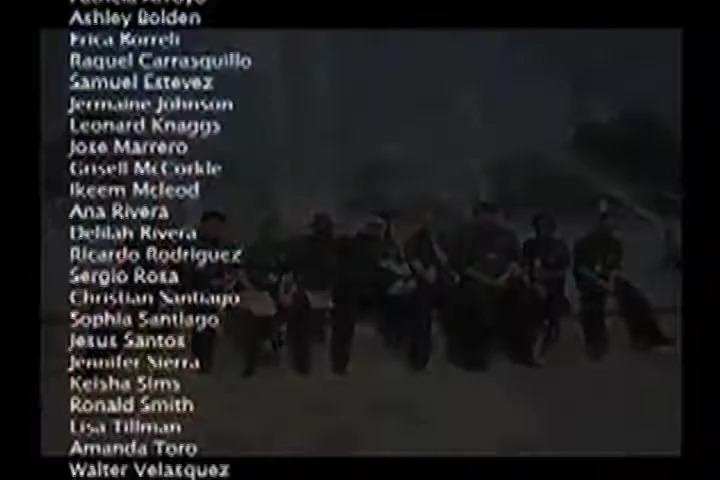 Ashley Bolden
Erica Borreli
Raquel Carrasquillo
Samuel Estevez
Jermaine Johnson
Leonard Knaggs
Jose Marrero
Grisell McCorkle
Ikeem Mcleod
Ana Rivera
Delilah Rivera
Ricardo Rodriguez
Sergio Rosa
Christian Santiago
Sophia Santiago
Jesus Santos
Jennifer Sierra
Keisha Sims
Ronald Smith
Lisa Tillman
Amanda Toro
Walter Velasquez